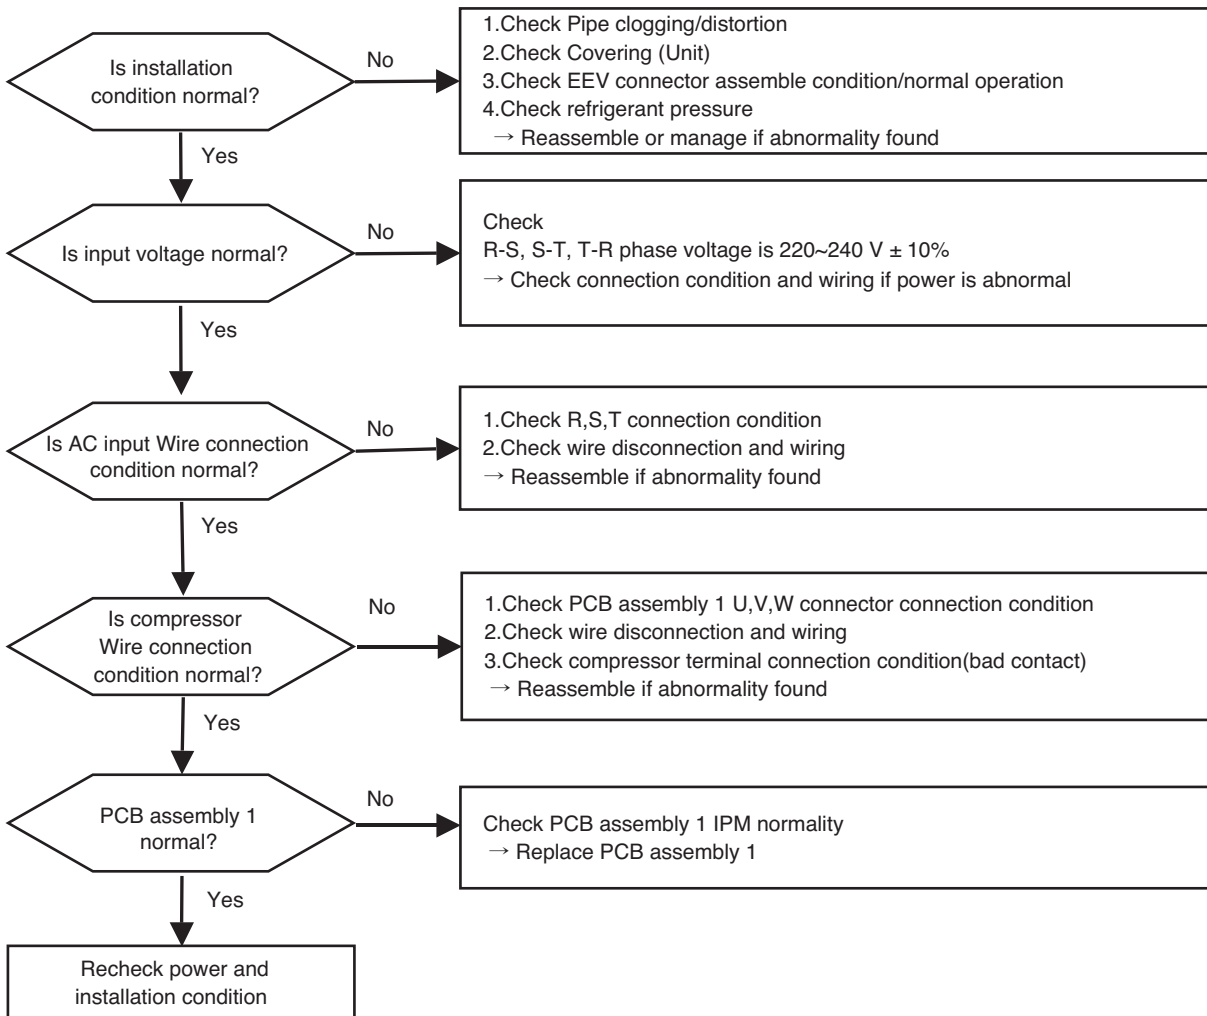 Is installation
condition normal?
No
1.Check Pipe clogging/distortion
2.Check Covering (Unit)
3.Check EEV connector assemble condition/normal operation
4.Check refrigerant pressure
→ Reassemble or manage if abnormality found
Yes
Is input voltage normal?
No
Check
R-S, S-T, T-R phase voltage is 220~240 V ± 10%
→ Check connection condition and wiring if power is abnormal
Yes
Is AC input Wire connection
condition normal?
No
1.Check R,S,T connection condition
2.Check wire disconnection and wiring
→ Reassemble if abnormality found
Yes
Is compressor
Wire connection
condition normal?
No
1.Check PCB assembly 1 U,V,W connector connection condition
2.Check wire disconnection and wiring
3.Check compressor terminal connection condition(bad contact)
→ Reassemble if abnormality found
Yes
PCB assembly 1
normal?
No
Check PCB assembly 1 IPM normality
→ Replace PCB assembly 1
Yes
Recheck power and
installation condition